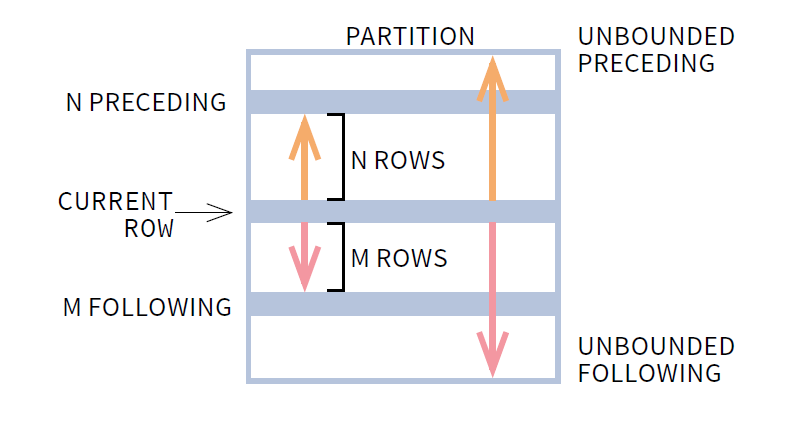 PARTITION
UNBOUNDED
PRECEDING
N PRECEDING
N ROWS
CURRENT
ROW
M ROWS
M FOLLOWING
UNBOUNDED
FOLLOWING